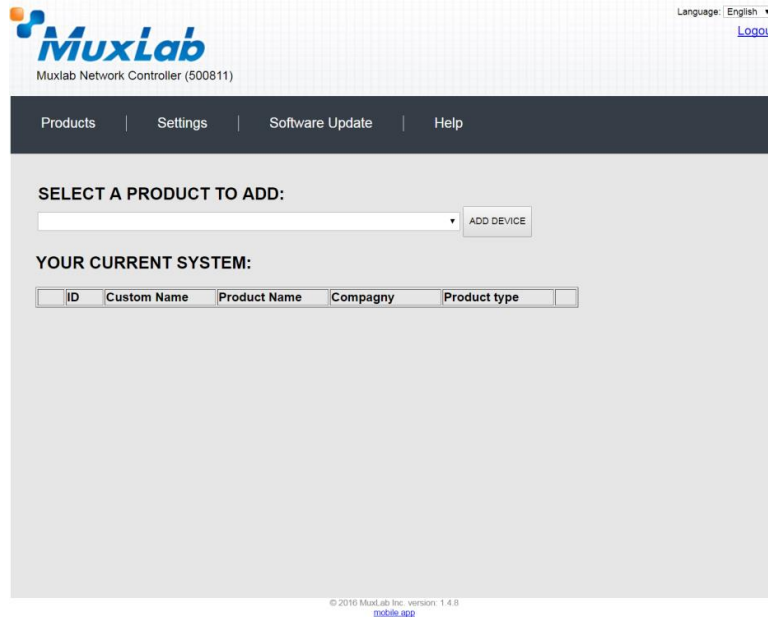 Language: English
MuxLab
Logou
Muxlab Network Controller (500811)
Products | Settings | Software Update | Help
SELECT A PRODUCT TO ADD:
ADD DEVICE
YOUR CURRENT SYSTEM:
ID Custom Name Product Name Compagny Product type
© 2016 MuxLab Inc. version: 1.4.8
mobile app